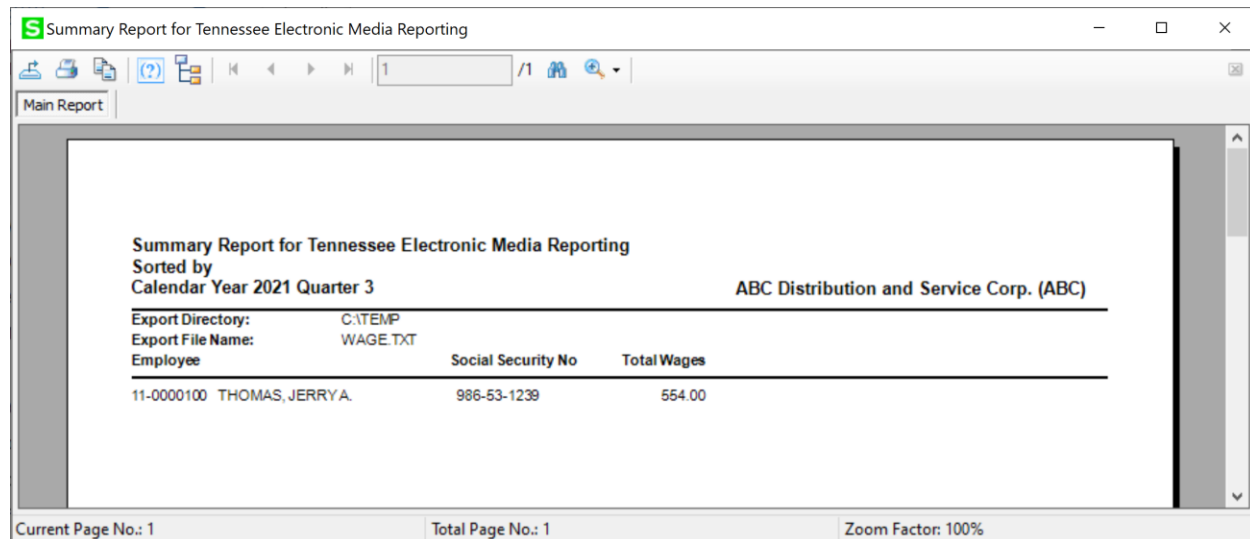 S Summary Report for Tennessee Electronic Media Reporting
(?) 1 /1
Main Report
Summary Report for Tennessee Electronic Media Reporting
Sorted by
Calendar Year 2021 Quarter 3 ABC Distribution and Service Corp. (ABC)
Export Directory: C:\TEMP
Export File Name: WAGE.TXT
Employee Social Security No Total Wages
11-0000100 THOMAS, JERRY A. 986-53-1239 554.00
Current Page No.: 1 Total Page No.: 1 Zoom Factor: 100%